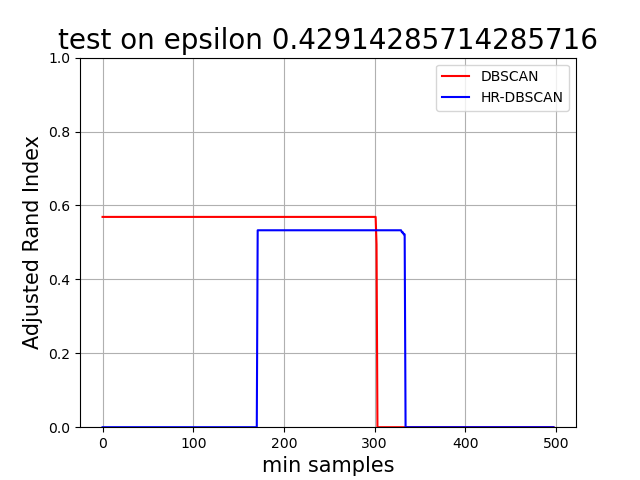 test on epsilon 0.42914285714285716
DBSCAN
HR-DBSCAN
Adjusted Rand Index
1.0
0.8
0.6
0.4
0.2
0.0
0 100 200 300 400 500
min samples